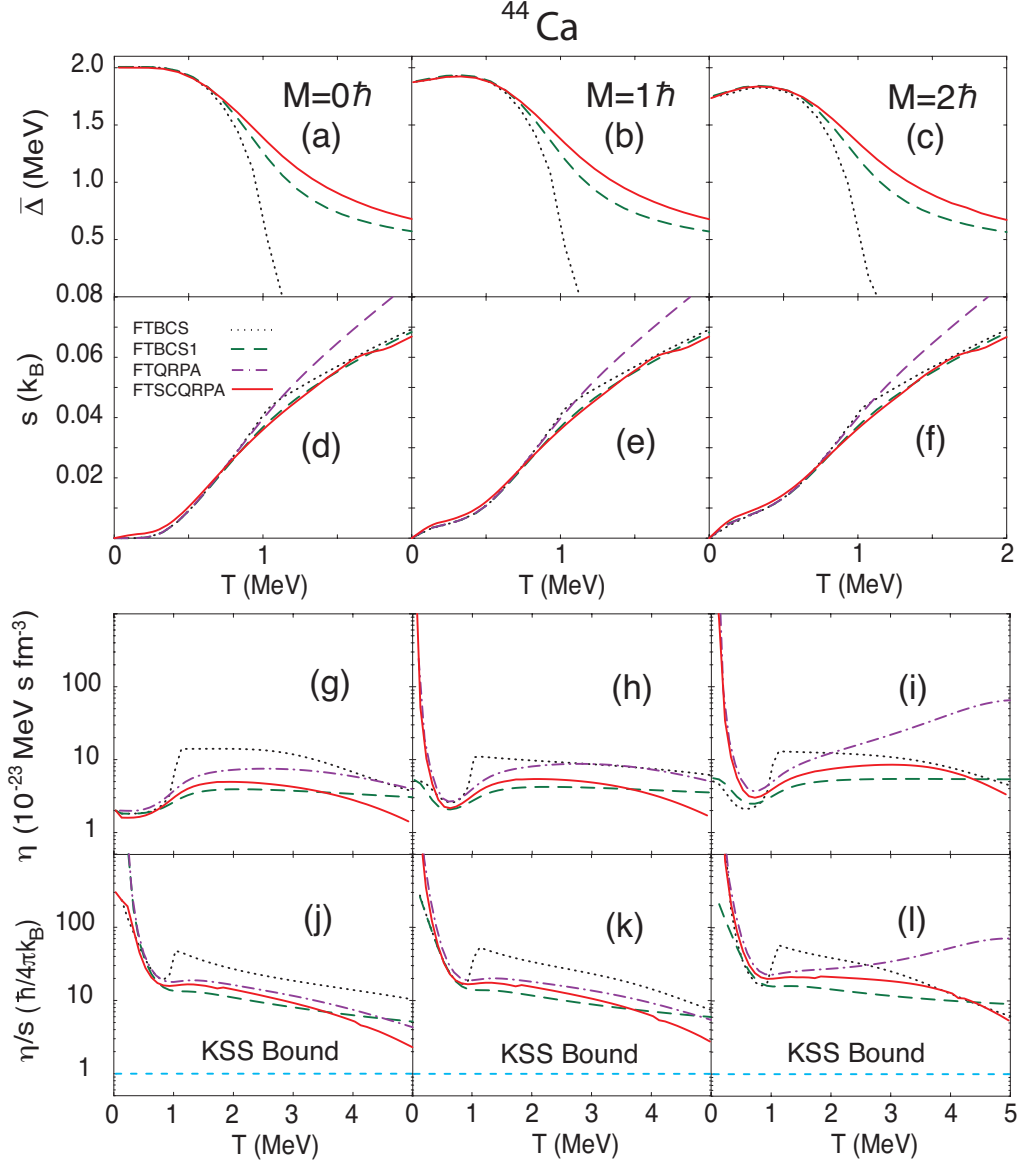 44Ca
2.0
1.5
1.0
0.5
0.08
Δ̄ (MeV)
M=0ℏ
(a)
M=1ℏ
(b)
M=2ℏ
(c)
0.06
0.04
0.02
s (kB)
FTBCS
FTBCS1
FTQRPA
FTSCQRPA
(d)
(e)
(f)
0 1 0 1 0 1 2
T (MeV) T (MeV) T (MeV)
η (10-23 MeV s fm-3)
100
10
1
(g)
(h)
(i)
η/s (ℏ/4πkB)
100
10
1
(j)
(k)
(l)
KSS Bound KSS Bound KSS Bound
0 1 2 3 4 0 1 2 3 4 0 1 2 3 4 5
T (MeV) T (MeV) T (MeV)